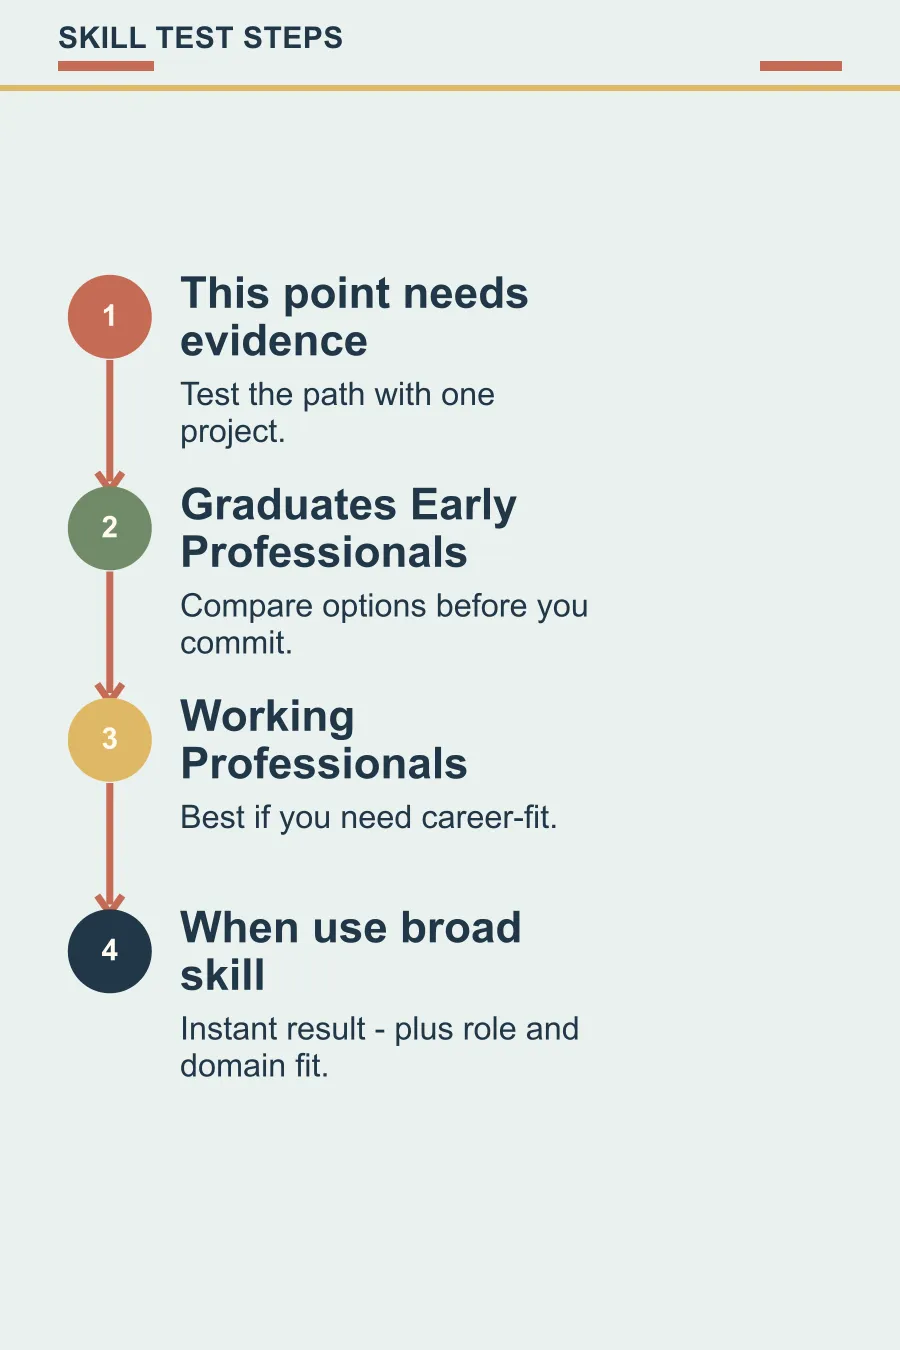 SKILL TEST STEPS
1
This point needs
evidence
Test the path with one
project.
2
Graduates Early
Professionals
Compare options before you
commit.
3
Working
Professionals
Best if you need career-fit.
4
When use broad
skill
Instant result - plus role and
domain fit.